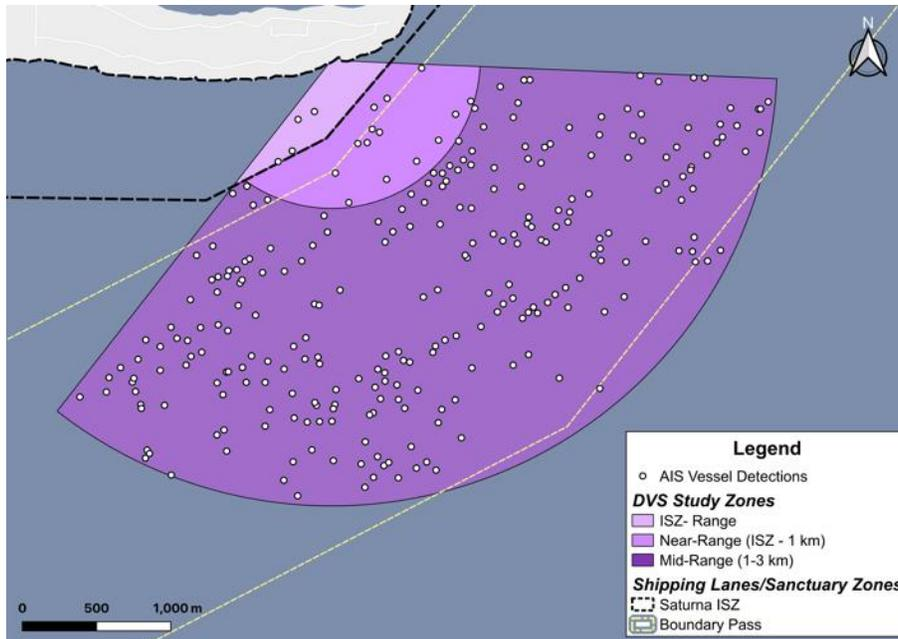 N
Legend
AIS Vessel Detections
DVS Study Zones
ISZ- Range
Near-Range (ISZ - 1 km)
Mid-Range (1-3 km)
Shipping Lanes/Sanctuary Zones
Saturna ISZ
Boundary Pass
0 500 1,000 m